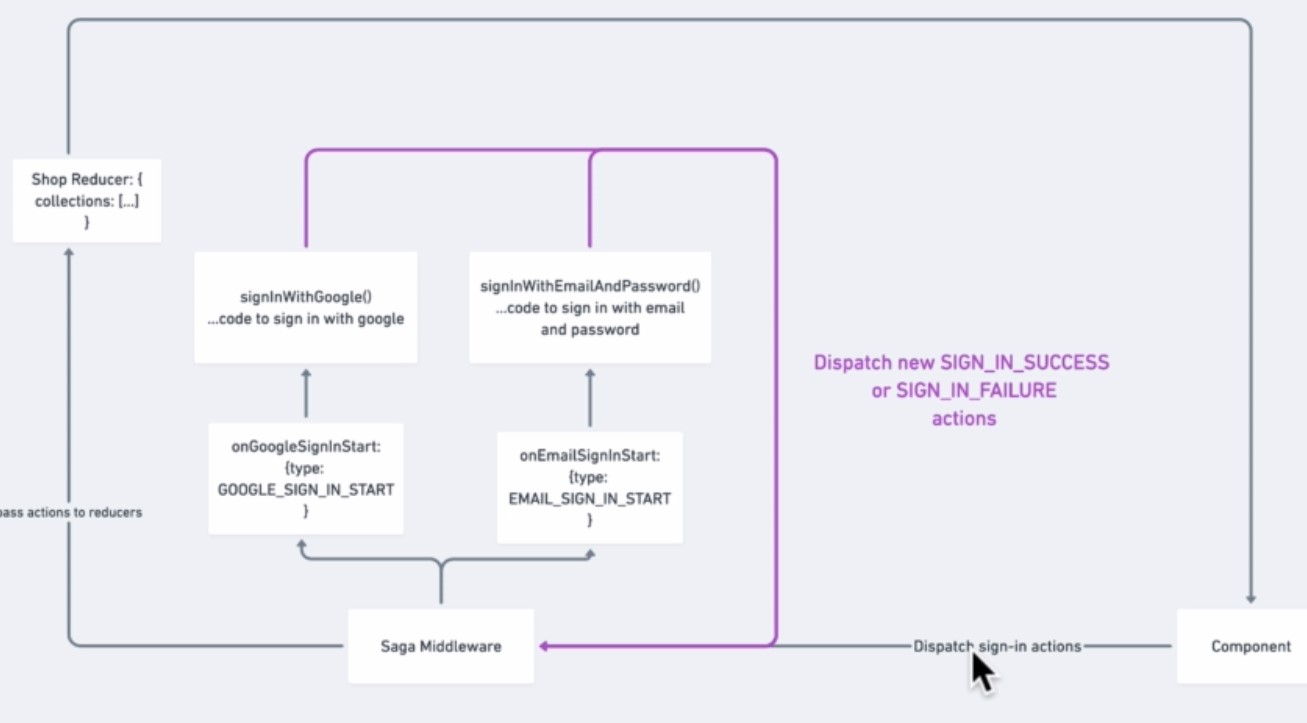 Shop Reducer: {
collections: [...]
}
signInWithGoogle()
...code to sign in with google
signInWithEmailAndPassword()
...code to sign in with email
and password
Dispatch new SIGN_IN_SUCCESS
or SIGN_IN_FAILURE
actions
onGoogleSignInStart:
{type:
GOOGLE_SIGN_IN_START
}
onEmailSignInStart:
{type:
EMAIL_SIGN_IN_START
}
pass actions to reducers
Saga Middleware
Dispatch sign-in actions
Component